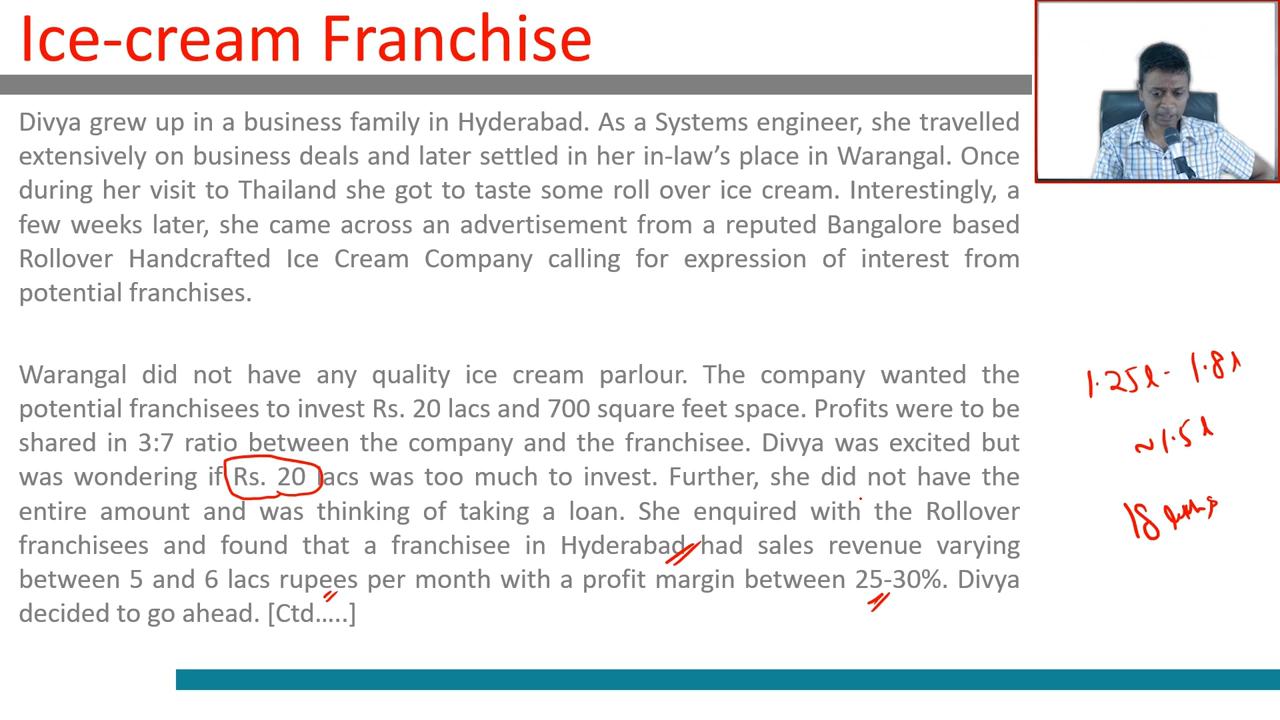 Ice-cream Franchise
Divya grew up in a business family in Hyderabad. As a Systems engineer, she travelled
extensively on business deals and later settled in her in-law’s place in Warangal. Once
during her visit to Thailand she got to taste some roll over ice cream. Interestingly, a
few weeks later, she came across an advertisement from a reputed Bangalore based
Rollover Handcrafted Ice Cream Company calling for expression of interest from
potential franchises.
Warangal did not have any quality ice cream parlour. The company wanted the
potential franchisees to invest Rs. 20 lacs and 700 square feet space. Profits were to be
shared in 3:7 ratio between the company and the franchisee. Divya was excited but
was wondering if Rs. 20 lacs was too much to invest. Further, she did not have the
entire amount and was thinking of taking a loan. She enquired with the Rollover
franchisees and found that a franchisee in Hyderabad had sales revenue varying
between 5 and 6 lacs rupees per month with a profit margin between 25-30%. Divya
decided to go ahead. [Ctd…..]
1.25l - 1.8l
~1.5l
18